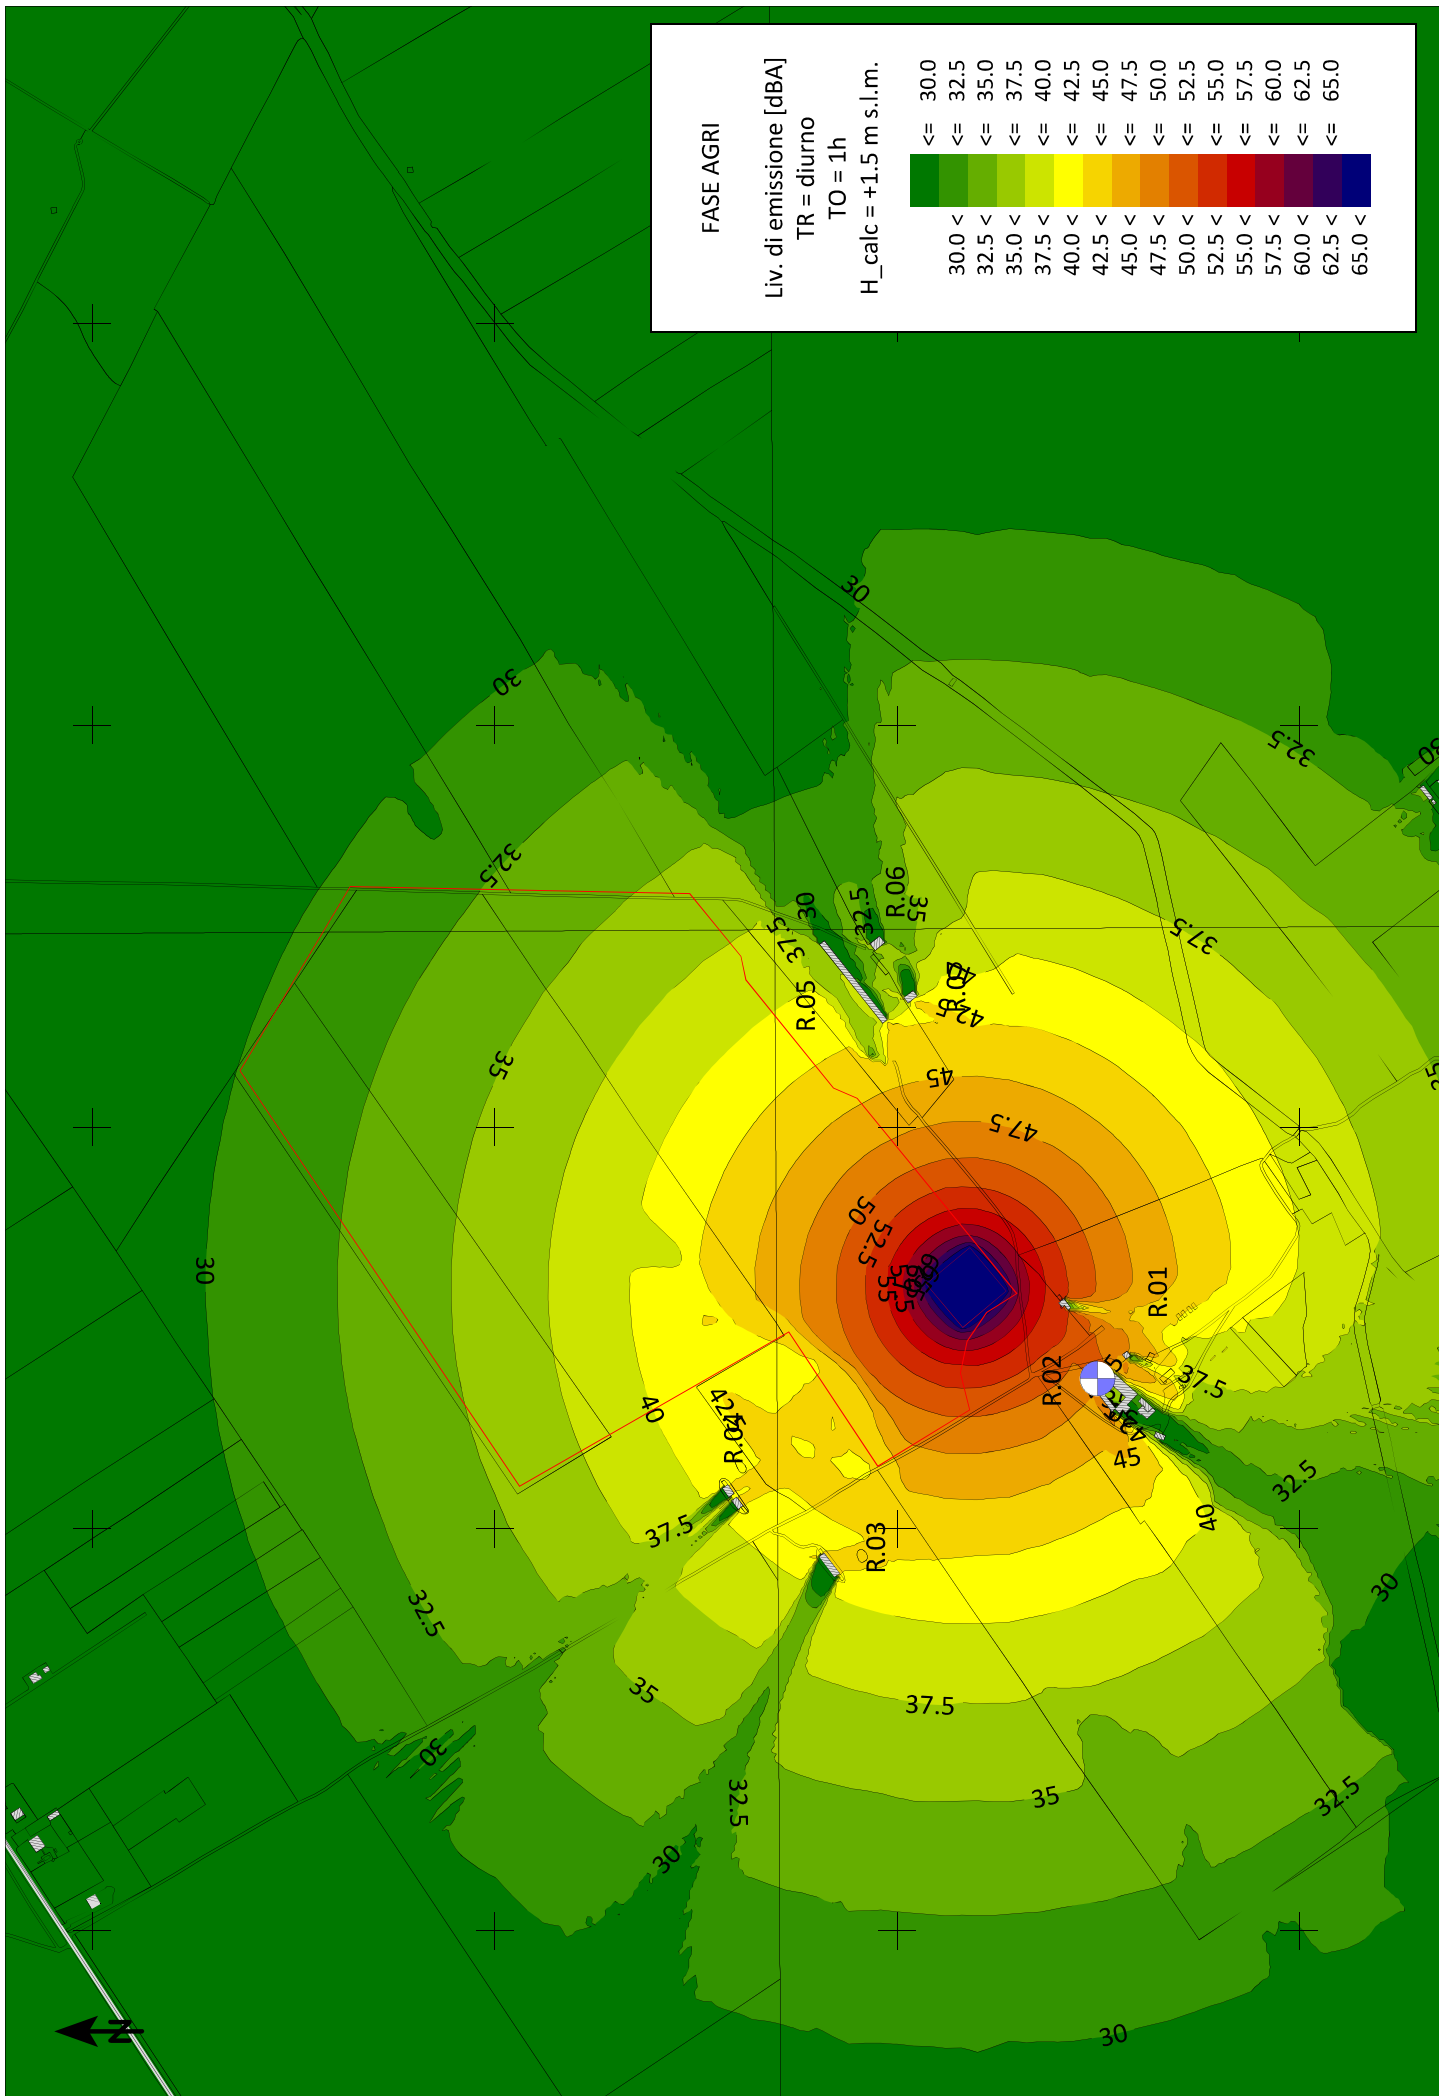 FASE AGRI
Liv. di emissione [dBA]
TR = diurno
TO = 1h
H_calc = +1.5 m s.l.m.
<= 30.0
30.0 < <= 32.5
32.5 < <= 35.0
35.0 < <= 37.5
37.5 < <= 40.0
40.0 < <= 42.5
42.5 < <= 45.0
45.0 < <= 47.5
47.5 < <= 50.0
50.0 < <= 52.5
52.5 < <= 55.0
55.0 < <= 57.5
57.5 < <= 60.0
60.0 < <= 62.5
62.5 < <= 65.0
65.0 <
30
30
32.5
30
32.5
37.5
30
32.5
R.06
35
R.05
37.5
42.5
35
35
45
47.5
50
52.5
55
30
R.01
R.02
37.5
40
42.5
R.04
45
32.5
40
37.5
R.03
30
32.5
35
37.5
30
32.5
35
32.5
30
30
N